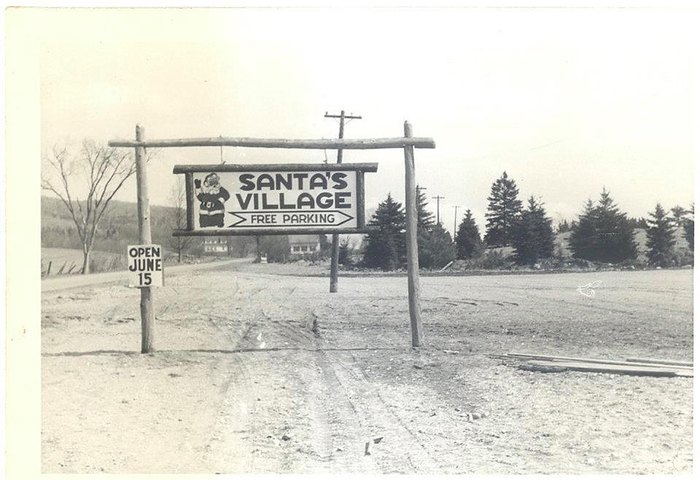 SANTA'S
VILLAGE
FREE PARKING
OPEN
JUNE
15